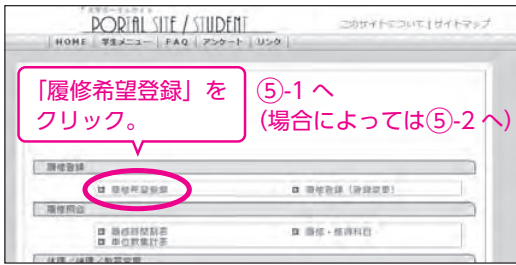 PORTAL SITE / STUDENT
このサイトについて | サイトマップ
HOME | 学生メニュー | FAQ | アンケート | リンク
「履修希望登録」を
クリック。
⑤-1 へ
(場合によっては⑤-2 へ)
履修登録
履修希望登録
履修登録(登録変更)
履修照会
履修時間割表
履修・修得科目
単位数集計表